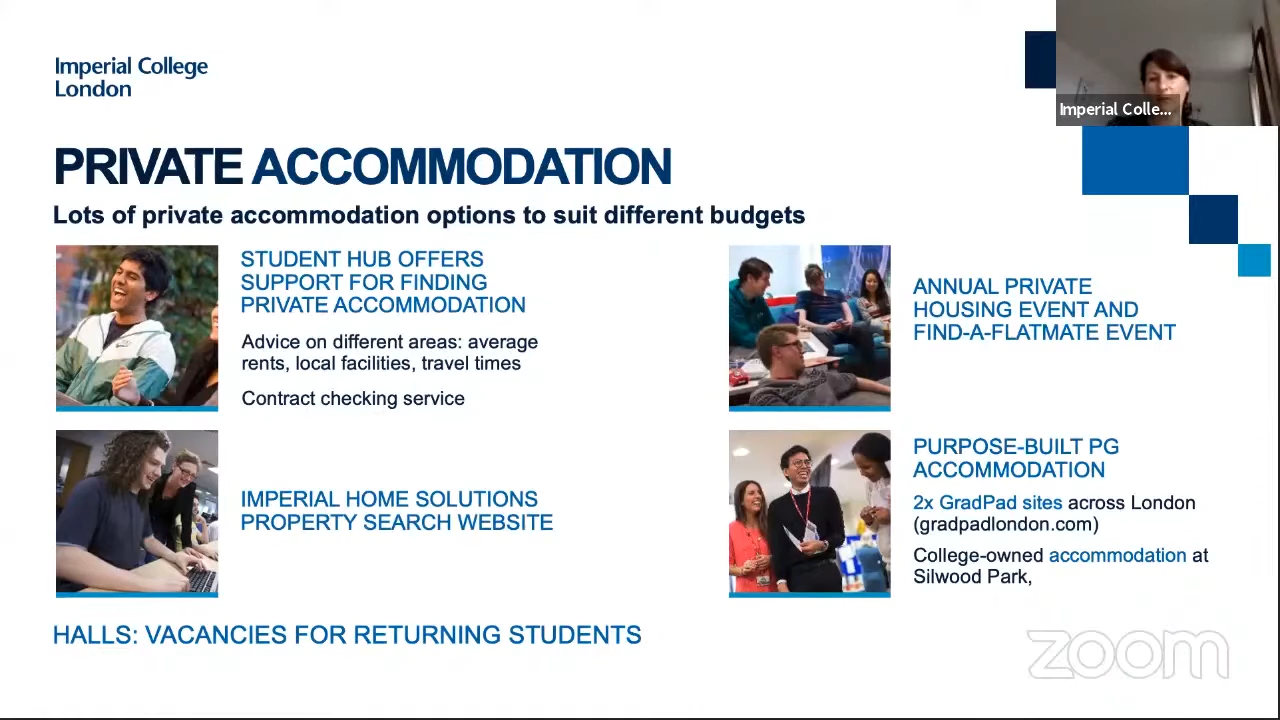 Imperial College
London
Imperial Colle...
PRIVATE ACCOMMODATION
Lots of private accommodation options to suit different budgets
STUDENT HUB OFFERS
SUPPORT FOR FINDING
PRIVATE ACCOMMODATION
Advice on different areas: average
rents, local facilities, travel times
Contract checking service
ANNUAL PRIVATE
HOUSING EVENT AND
FIND-A-FLATMATE EVENT
IMPERIAL HOME SOLUTIONS
PROPERTY SEARCH WEBSITE
PURPOSE-BUILT PG
ACCOMMODATION
2x GradPad sites across London
(gradpadlondon.com)
College-owned accommodation at
Silwood Park,
HALLS: VACANCIES FOR RETURNING STUDENTS
zoom